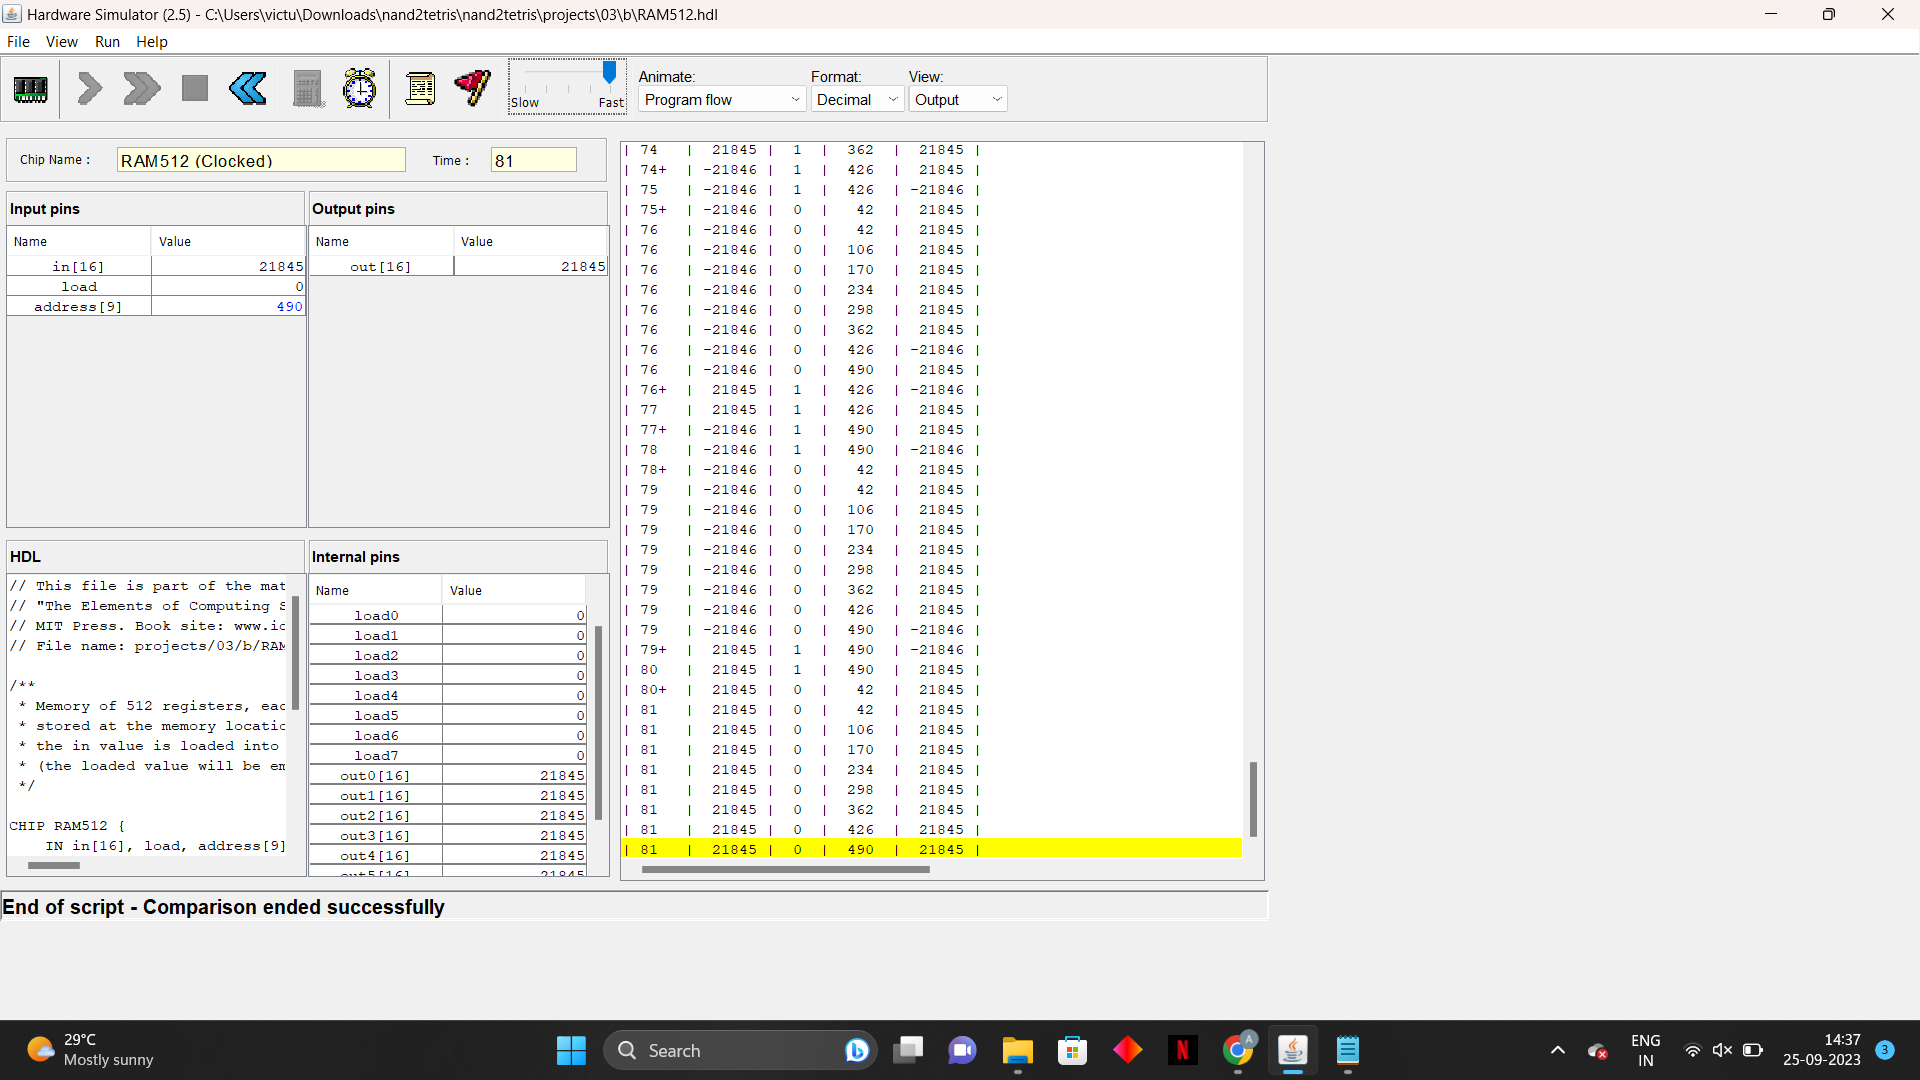 Hardware Simulator (2.5) - C:\Users\victu\Downloads\nand2tetris\nand2tetris\projects\03\b\RAM512.hdl
File View Run Help
Slow Fast
Animate: Format: View:
Program flow Decimal Output
Chip Name : RAM512 (Clocked) Time : 81
Input pins
Name Value
in[16] 21845
load 0
address[9] 490
Output pins
Name Value
out[16] 21845
HDL
// This file is part of the mat
// "The Elements of Computing S
// MIT Press. Book site: www.id
// File name: projects/03/b/RAM
/**
* Memory of 512 registers, eac
* stored at the memory locatio
* the in value is loaded into
* (the loaded value will be em
*/
CHIP RAM512 {
IN in[16], load, address[9]
Internal pins
Name Value
load0 0
load1 0
load2 0
load3 0
load4 0
load5 0
load6 0
load7 0
out0[16] 21845
out1[16] 21845
out2[16] 21845
out3[16] 21845
out4[16] 21845
out5[16] 21845
| 74 | 21845 | 1 | 362 | 21845 |
| 74+ | -21846 | 1 | 426 | 21845 |
| 75 | -21846 | 1 | 426 | -21846 |
| 75+ | -21846 | 0 | 42 | 21845 |
| 76 | -21846 | 0 | 42 | 21845 |
| 76 | -21846 | 0 | 106 | 21845 |
| 76 | -21846 | 0 | 170 | 21845 |
| 76 | -21846 | 0 | 234 | 21845 |
| 76 | -21846 | 0 | 298 | 21845 |
| 76 | -21846 | 0 | 362 | 21845 |
| 76 | -21846 | 0 | 426 | -21846 |
| 76 | -21846 | 0 | 490 | 21845 |
| 76+ | 21845 | 1 | 426 | -21846 |
| 77 | 21845 | 1 | 426 | 21845 |
| 77+ | -21846 | 1 | 490 | 21845 |
| 78 | -21846 | 1 | 490 | -21846 |
| 78+ | -21846 | 0 | 42 | 21845 |
| 79 | -21846 | 0 | 42 | 21845 |
| 79 | -21846 | 0 | 106 | 21845 |
| 79 | -21846 | 0 | 170 | 21845 |
| 79 | -21846 | 0 | 234 | 21845 |
| 79 | -21846 | 0 | 298 | 21845 |
| 79 | -21846 | 0 | 362 | 21845 |
| 79 | -21846 | 0 | 426 | 21845 |
| 79 | -21846 | 0 | 490 | -21846 |
| 79+ | 21845 | 1 | 490 | -21846 |
| 80 | 21845 | 1 | 490 | 21845 |
| 80+ | 21845 | 0 | 42 | 21845 |
| 81 | 21845 | 0 | 42 | 21845 |
| 81 | 21845 | 0 | 106 | 21845 |
| 81 | 21845 | 0 | 170 | 21845 |
| 81 | 21845 | 0 | 234 | 21845 |
| 81 | 21845 | 0 | 298 | 21845 |
| 81 | 21845 | 0 | 362 | 21845 |
| 81 | 21845 | 0 | 426 | 21845 |
| 81 | 21845 | 0 | 490 | 21845 |
End of script - Comparison ended successfully
29°C
Mostly sunny
Search
A
N
ENG
IN
14:37
25-09-2023
3